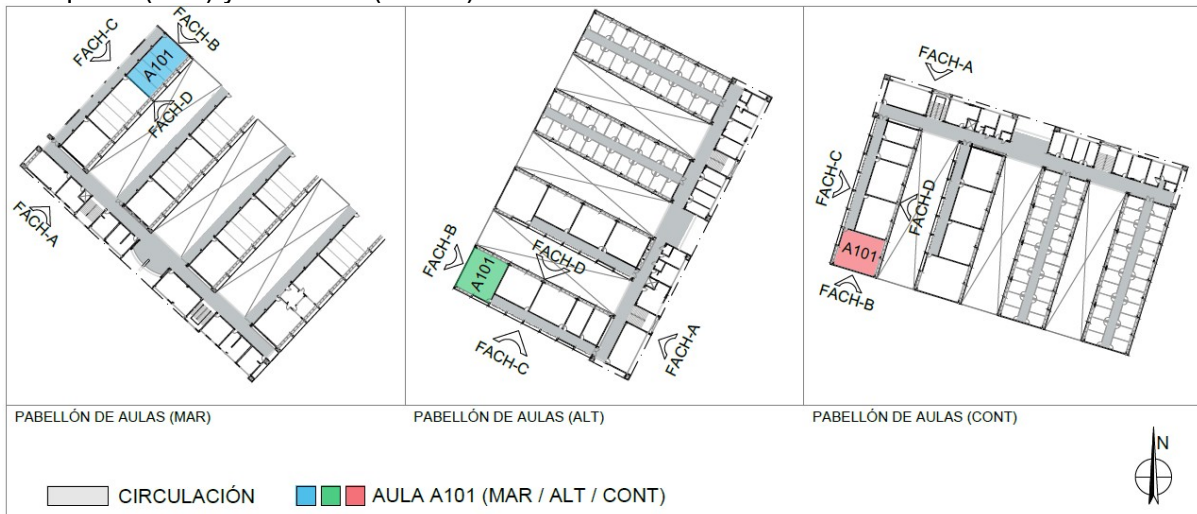 FACH-C
FACH-B
A101
FACH-D
FACH-A
FACH-B
A101
FACH-D
FACH-C
FACH-A
FACH-A
FACH-C
FACH-D
A101
FACH-B
PABELLÓN DE AULAS (MAR)
PABELLÓN DE AULAS (ALT)
PABELLÓN DE AULAS (CONT)
N
CIRCULACIÓN
AULA A101 (MAR / ALT / CONT)